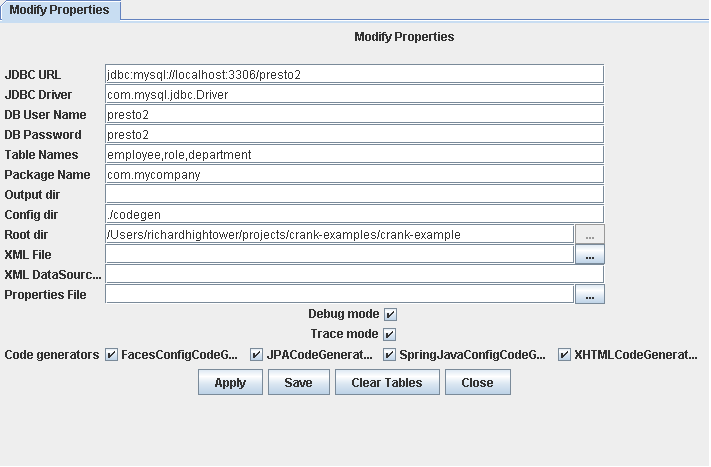 Modify Properties
Modify Properties
JDBC URL jdbc:mysql://localhost:3306/presto2
JDBC Driver com.mysql.jdbc.Driver
DB User Name presto2
DB Password presto2
Table Names employee,role,department
Package Name com.mycompany
Output dir
Config dir ./codegen
Root dir /Users/richardhightower/projects/crank-examples/crank-example ...
XML File ...
XML DataSourc...
Properties File ...
Debug mode
Trace mode
Code generators FacesConfigCodeG... JPACodeGenerat... SpringJavaConfigCodeG... XHTMLCodeGenerat...
Apply Save Clear Tables Close